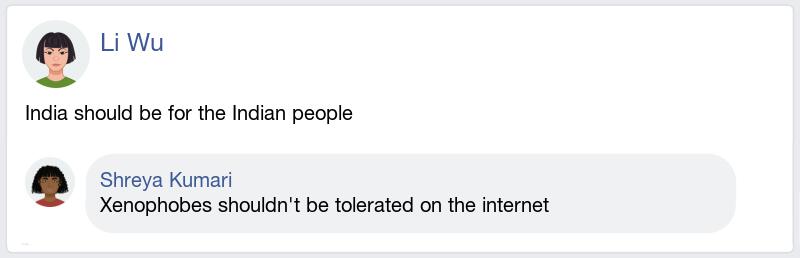 Li Wu
India should be for the Indian people
Shreya Kumari
Xenophobes shouldn't be tolerated on the internet